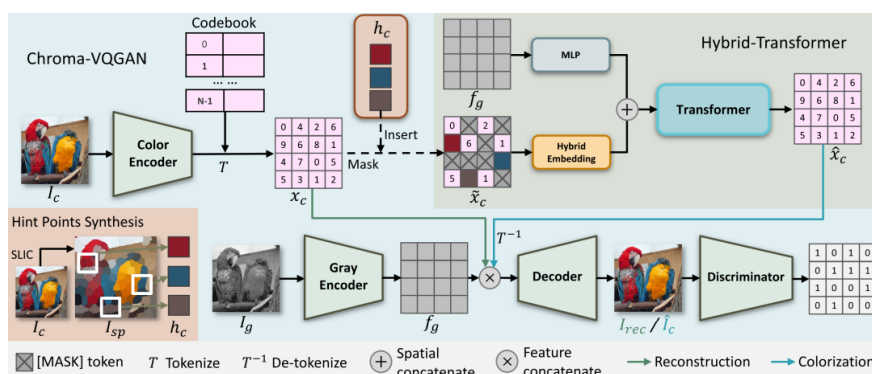 Codebook
Chroma-VQGAN
0
1
... ...
N-1
h_c
Hybrid-Transformer
f_g
MLP
Transformer
0 4 2 6
9 6 8 1
4 7 0 5
5 3 1 2
x̂_c
Color Encoder
I_c
T
0 4 2 6
9 6 8 1
4 7 0 5
5 3 1 2
x_c
Insert
Mask
0 2
6 1
5 1
x̃_c
Hybrid Embedding
+
Hint Points Synthesis
SLIC
I_c
I_sp
h_c
I_g
Gray Encoder
f_g
T⁻¹
×
Decoder
I_rec / Î_c
Discriminator
1 0 1 0
0 1 1 1
1 0 0 1
0 1 0 0
[MASK] token
T Tokenize
T⁻¹ De-tokenize
+ Spatial concatenate
× Feature concatenate
Reconstruction
Colorization